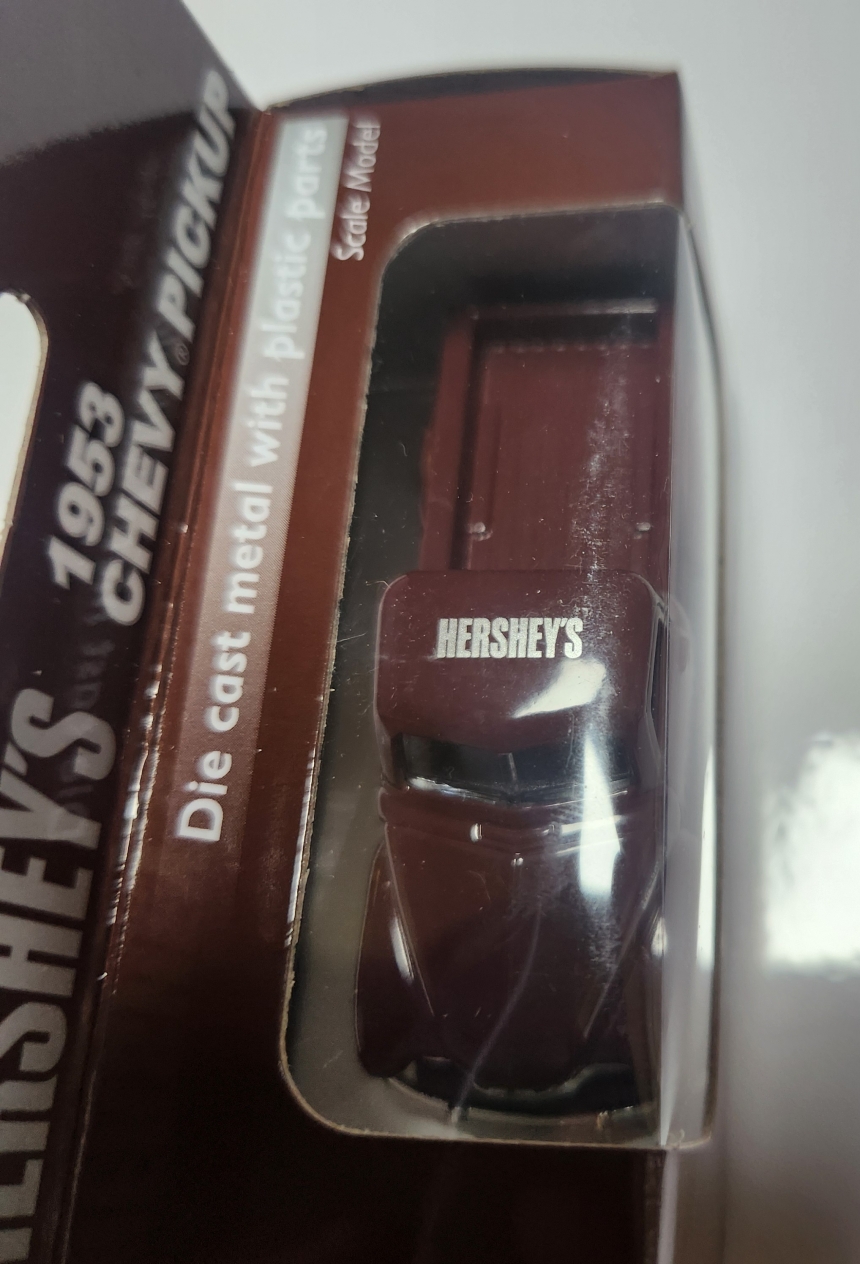 HERSHEY'S
1953
CHEVY® PICKUP
Die cast metal with plastic parts
Scale Model
HERSHEY'S